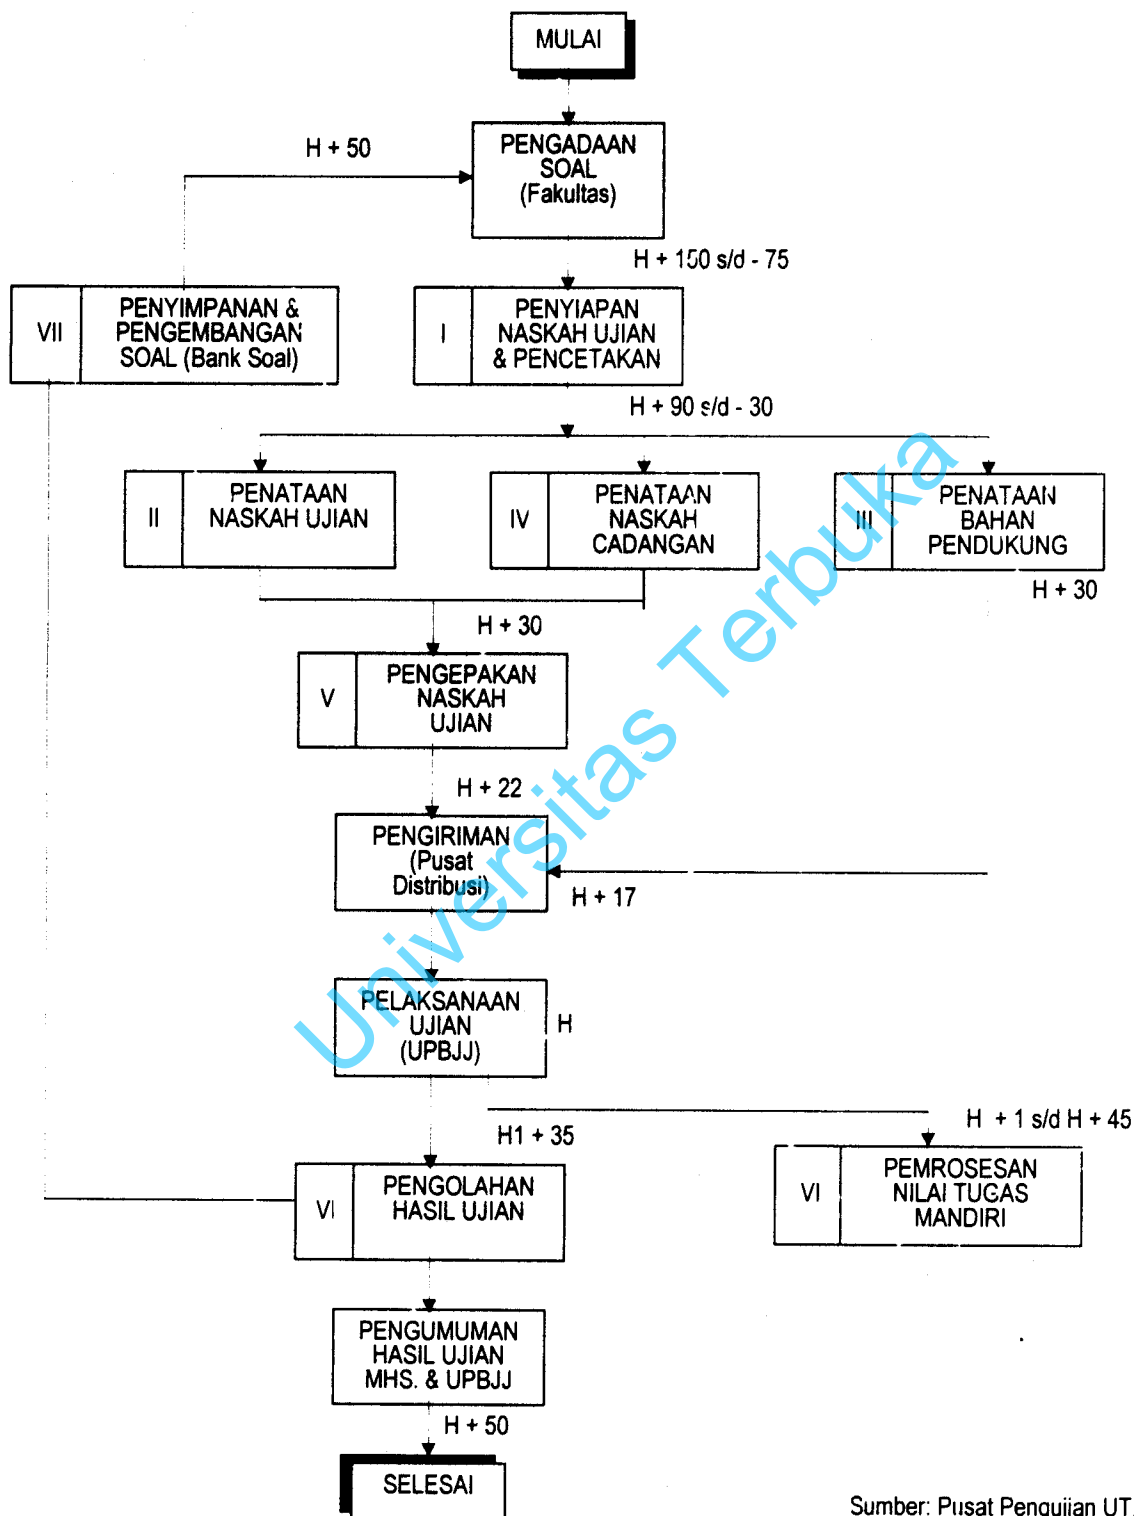 MULAI
PENGADAAN
SOAL
(Fakultas)
H + 50
H + 150 s/d - 75
VII
PENYIMPANAN &
PENGEMBANGAN
SOAL (Bank Soal)
I
PENYIAPAN
NASKAH UJIAN
& PENCETAKAN
H + 90 s/d - 30
II
PENATAAN
NASKAH UJIAN
IV
PENATAAN
NASKAH
CADANGAN
III
PENATAAN
BAHAN
PENDUKUNG
H + 30
H + 30
V
PENGEPAKAN
NASKAH
UJIAN
H + 22
PENGIRIMAN
(Pusat
Distribusi)
H + 17
PELAKSANAAN
UJIAN
(UPBJJ)
H
H1 + 35
H + 1 s/d H + 45
VI
PENGOLAHAN
HASIL UJIAN
VI
PEMROSESAN
NILAI TUGAS
MANDIRI
PENGUMUMAN
HASIL UJIAN
MHS. & UPBJJ
H + 50
SELESAI
Sumber: Pusat Pengujian UT.
Universitas Terbuka